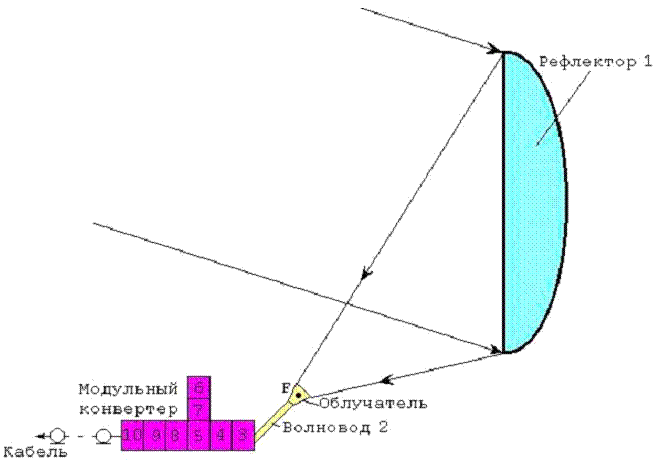 Рефлектор 1
F
Модульный
конвертер
6
7
10 9 8 5 4 3
Облучатель
Волновод 2
Кабель